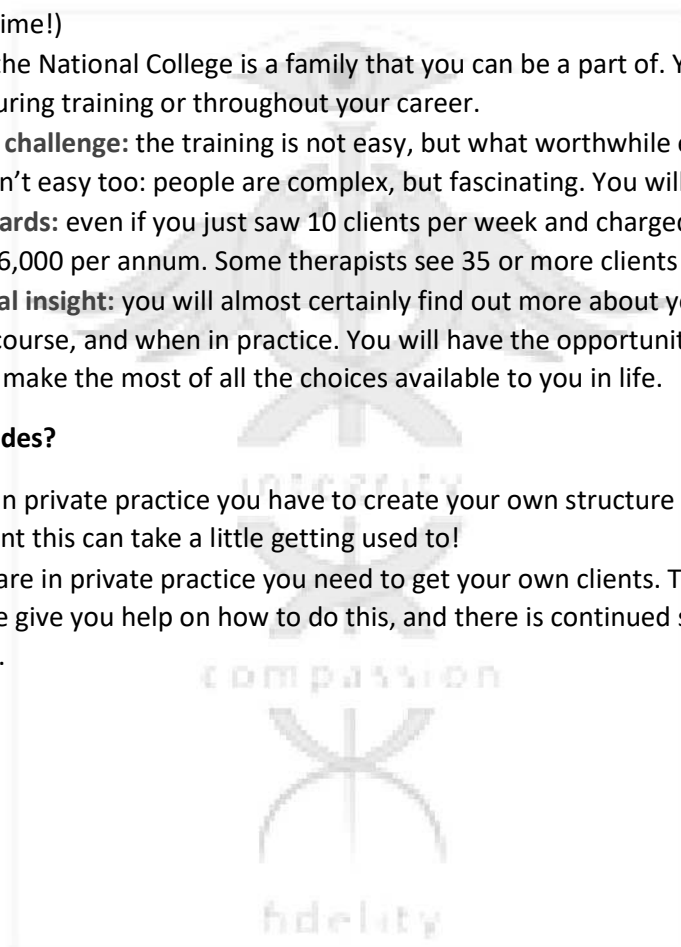 ime!)
the National College is a family that you can be a part of. Y
uring training or throughout your career.
challenge: the training is not easy, but what worthwhile
n't easy too: people are complex, but fascinating. You will
ards: even if you just saw 10 clients per week and charged
6,000 per annum. Some therapists see 35 or more clients
al insight: you will almost certainly find out more about y
course, and when in practice. You will have the opportunit
make the most of all the choices available to you in life.
des?
integrity
n private practice you have to create your own structure
nt this can take a little getting used to!
are in private practice you need to get your own clients. T
e give you help on how to do this, and there is continued s
.
compassion
fidelity